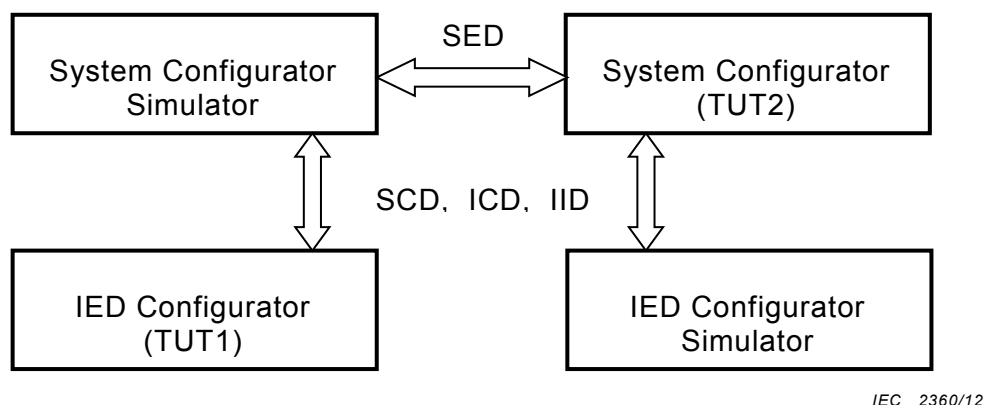 SED
System Configurator
Simulator
System Configurator
(TUT2)
SCD, ICD, IID
IED Configurator
(TUT1)
IED Configurator
Simulator
IEC 2360/12